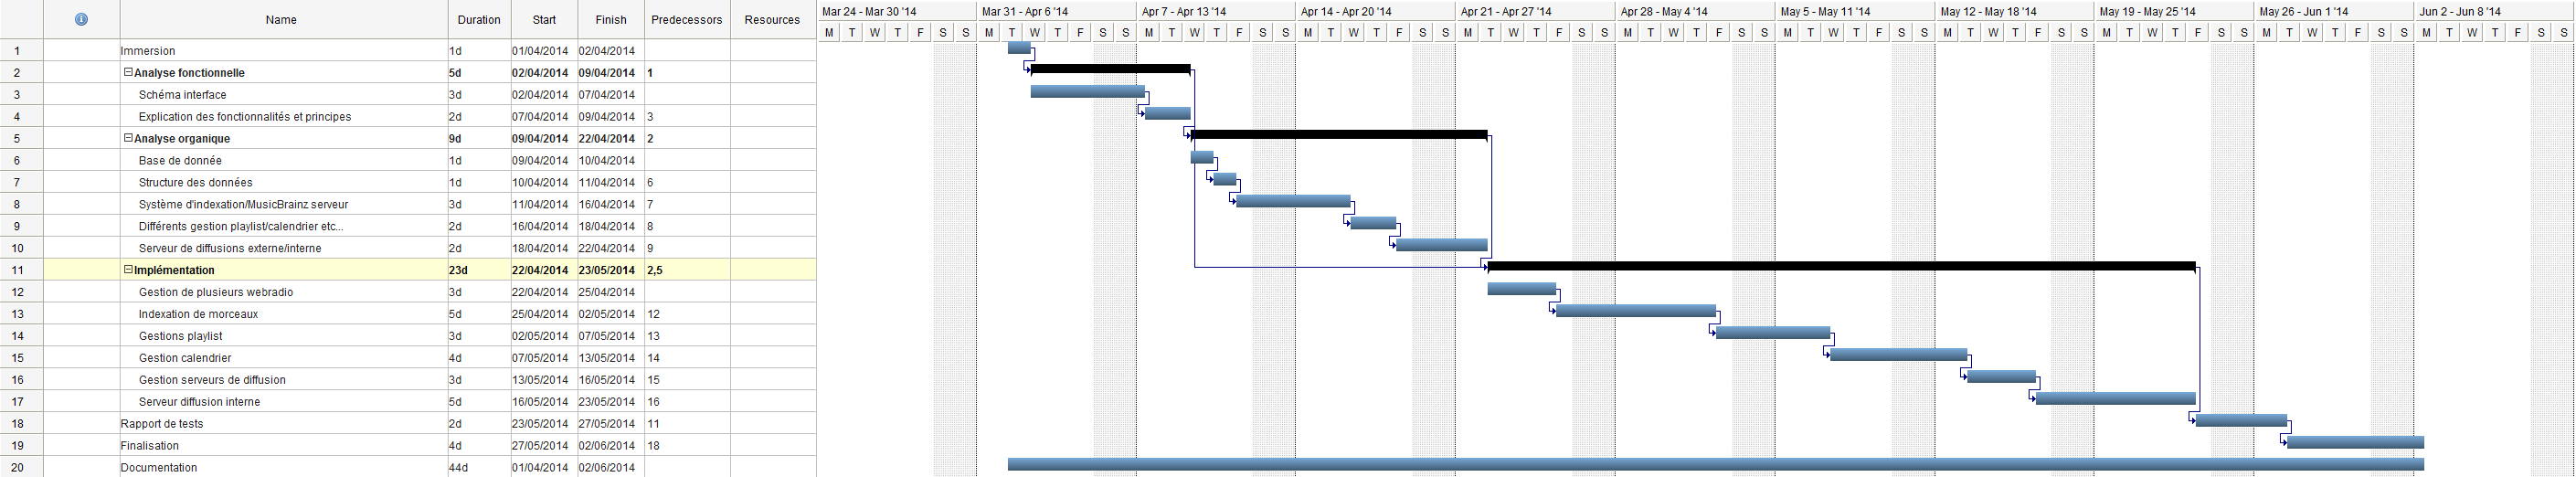 Name Duration Start Finish Predecessors Resources Mar 24 - Mar 30 '14 Mar 31 - Apr 6 '14 Apr 7 - Apr 13 '14 Apr 14 - Apr 20 '14 Apr 21 - Apr 27 '14 Apr 28 - May 4 '14 May 5 - May 11 '14 May 12 - May 18 '14 May 19 - May 25 '14 May 26 - Jun 1 '14 Jun 2 - Jun 8 '14
M T W T F S S M T W T F S S M T W T F S S M T W T F S S M T W T F S S M T W T F S S M T W T F S S M T W T F S S M T W T F S S M T W T F S S M T W T F S S
1 Immersion 1d 01/04/2014 02/04/2014
2 Analyse fonctionnelle 5d 02/04/2014 09/04/2014 1
3 Schéma interface 3d 02/04/2014 07/04/2014
4 Explication des fonctionnalités et principes 2d 07/04/2014 09/04/2014 3
5 Analyse organique 9d 09/04/2014 22/04/2014 2
6 Base de donnée 1d 09/04/2014 10/04/2014
7 Structure des données 1d 10/04/2014 11/04/2014 6
8 Système d'indexation/MusicBrainz serveur 3d 11/04/2014 16/04/2014 7
9 Différents gestion playlist/calendrier etc... 2d 16/04/2014 18/04/2014 8
10 Serveur de diffusions externe/interne 2d 18/04/2014 22/04/2014 9
11 Implémentation 23d 22/04/2014 23/05/2014 2,5
12 Gestion de plusieurs webradio 3d 22/04/2014 25/04/2014
13 Indexation de morceaux 5d 25/04/2014 02/05/2014 12
14 Gestions playlist 3d 02/05/2014 07/05/2014 13
15 Gestion calendrier 4d 07/05/2014 13/05/2014 14
16 Gestion serveurs de diffusion 3d 13/05/2014 16/05/2014 15
17 Serveur diffusion interne 5d 16/05/2014 23/05/2014 16
18 Rapport de tests 2d 23/05/2014 27/05/2014 11
19 Finalisation 4d 27/05/2014 02/06/2014 18
20 Documentation 44d 01/04/2014 02/06/2014